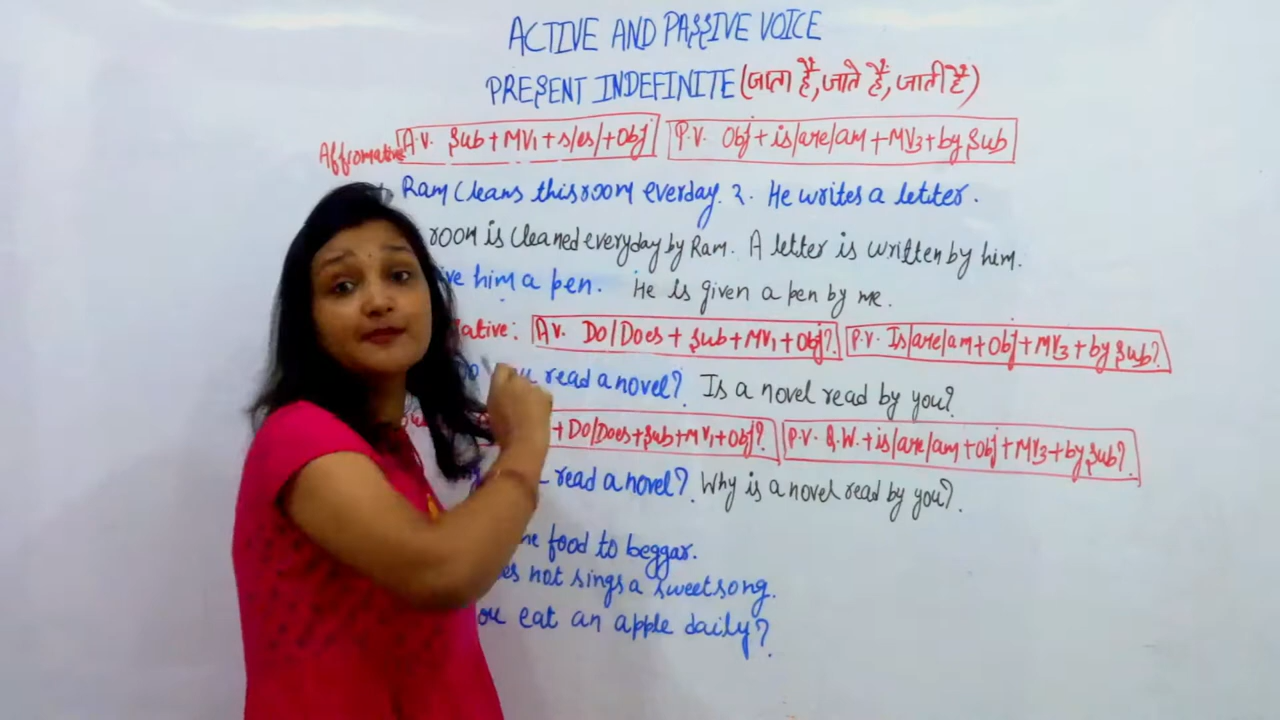 ACTIVE AND PASSIVE VOICE
PRESENT INDEFINITE (जाता है, जाते हैं, जाती है)
Affromative A.V. Sub + MV1 + s/es/ + Obj P.V. Obj + is/are/am + MV3 + by Sub
Ram Cleans this room everday. 2. He writes a letter.
room is Cleaned everyday by Ram. A letter is written by him.
him a pen. He is given a pen by me.
A.V. Do/Does + Sub + MV1 + Obj? P.V. Is/are/am + Obj + MV3 + by Sub?
read a novel? Is a novel read by you?
+ Do/Does + Sub + MV1 + Obj? P.V. Q.W. + is/are/am + Obj + MV3 + by Sub?
read a novel? Why is a novel read by you?
food to beggar.
not sings a sweet song.
eat an apple daily?